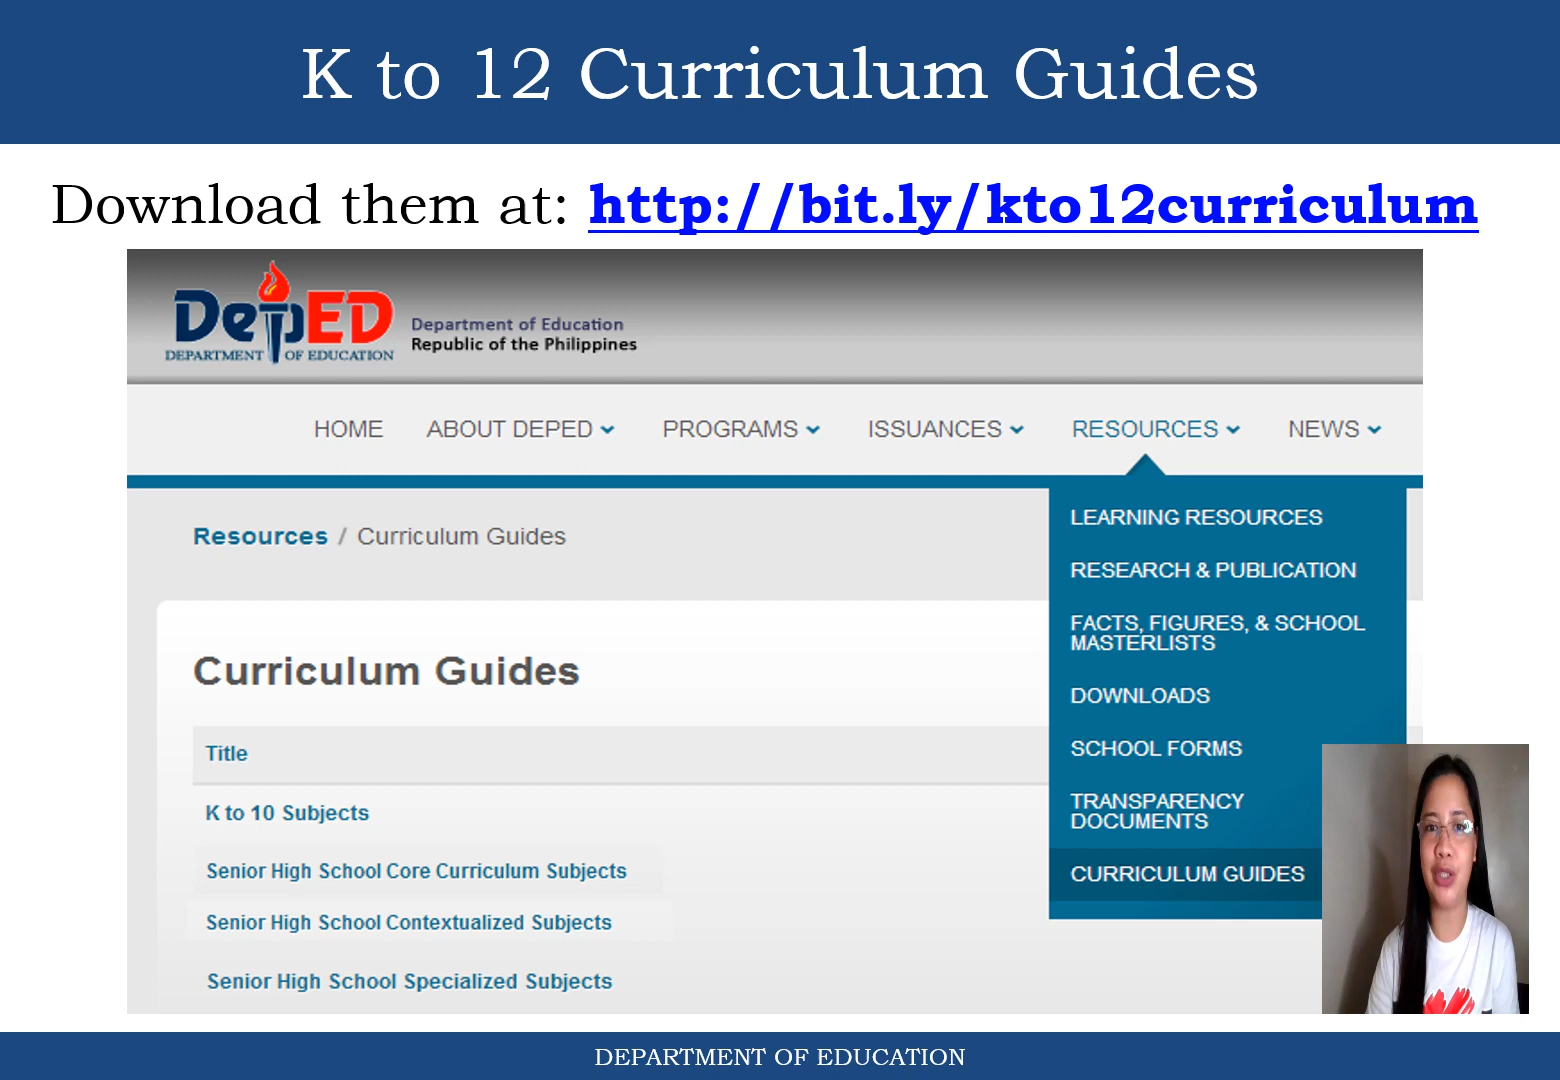 K to 12 Curriculum Guides
Download them at: http://bit.ly/kto12curriculum
DepED
DEPARTMENT OF EDUCATION
Department of Education
Republic of the Philippines
HOME ABOUT DEPED PROGRAMS ISSUANCES RESOURCES NEWS
Resources / Curriculum Guides
Curriculum Guides
Title
K to 10 Subjects
Senior High School Core Curriculum Subjects
Senior High School Contextualized Subjects
Senior High School Specialized Subjects
LEARNING RESOURCES
RESEARCH & PUBLICATION
FACTS, FIGURES, & SCHOOL
MASTERLISTS
DOWNLOADS
SCHOOL FORMS
TRANSPARENCY
DOCUMENTS
CURRICULUM GUIDES
DEPARTMENT OF EDUCATION